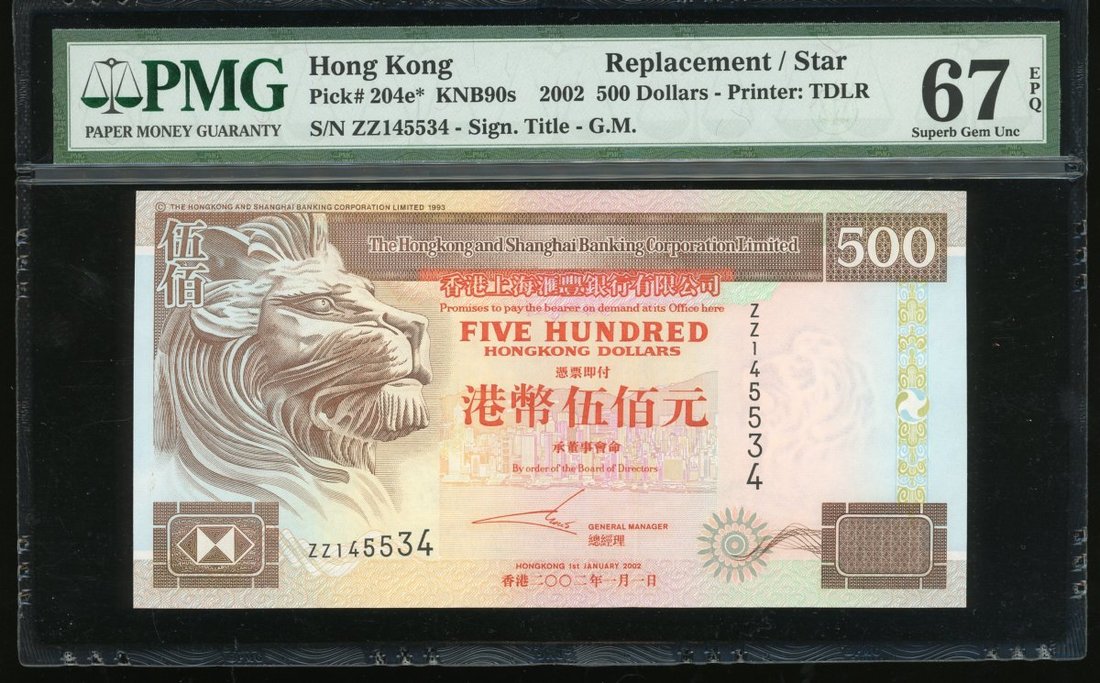 PMG
PAPER MONEY GUARANTY
Hong Kong
Replacement / Star
Pick# 204e* KNB90s 2002 500 Dollars - Printer: TDLR
S/N ZZ145534 - Sign. Title - G.M.
67
EPQ
Superb Gem Unc
© THE HONGKONG AND SHANGHAI BANKING CORPORATION LIMITED 1993
伍佰
The Hongkong and Shanghai Banking Corporation Limited
500
香港上海滙豐銀行有限公司
Promises to pay the bearer on demand at its Office here
FIVE HUNDRED
HONGKONG DOLLARS
憑票即付
港幣伍佰元
承董事會命
By order of the Board of Directors
ZZ145534
GENERAL MANAGER
總經理
ZZ145534
HONGKONG 1st JANUARY 2002
香港二〇〇二年一月一日